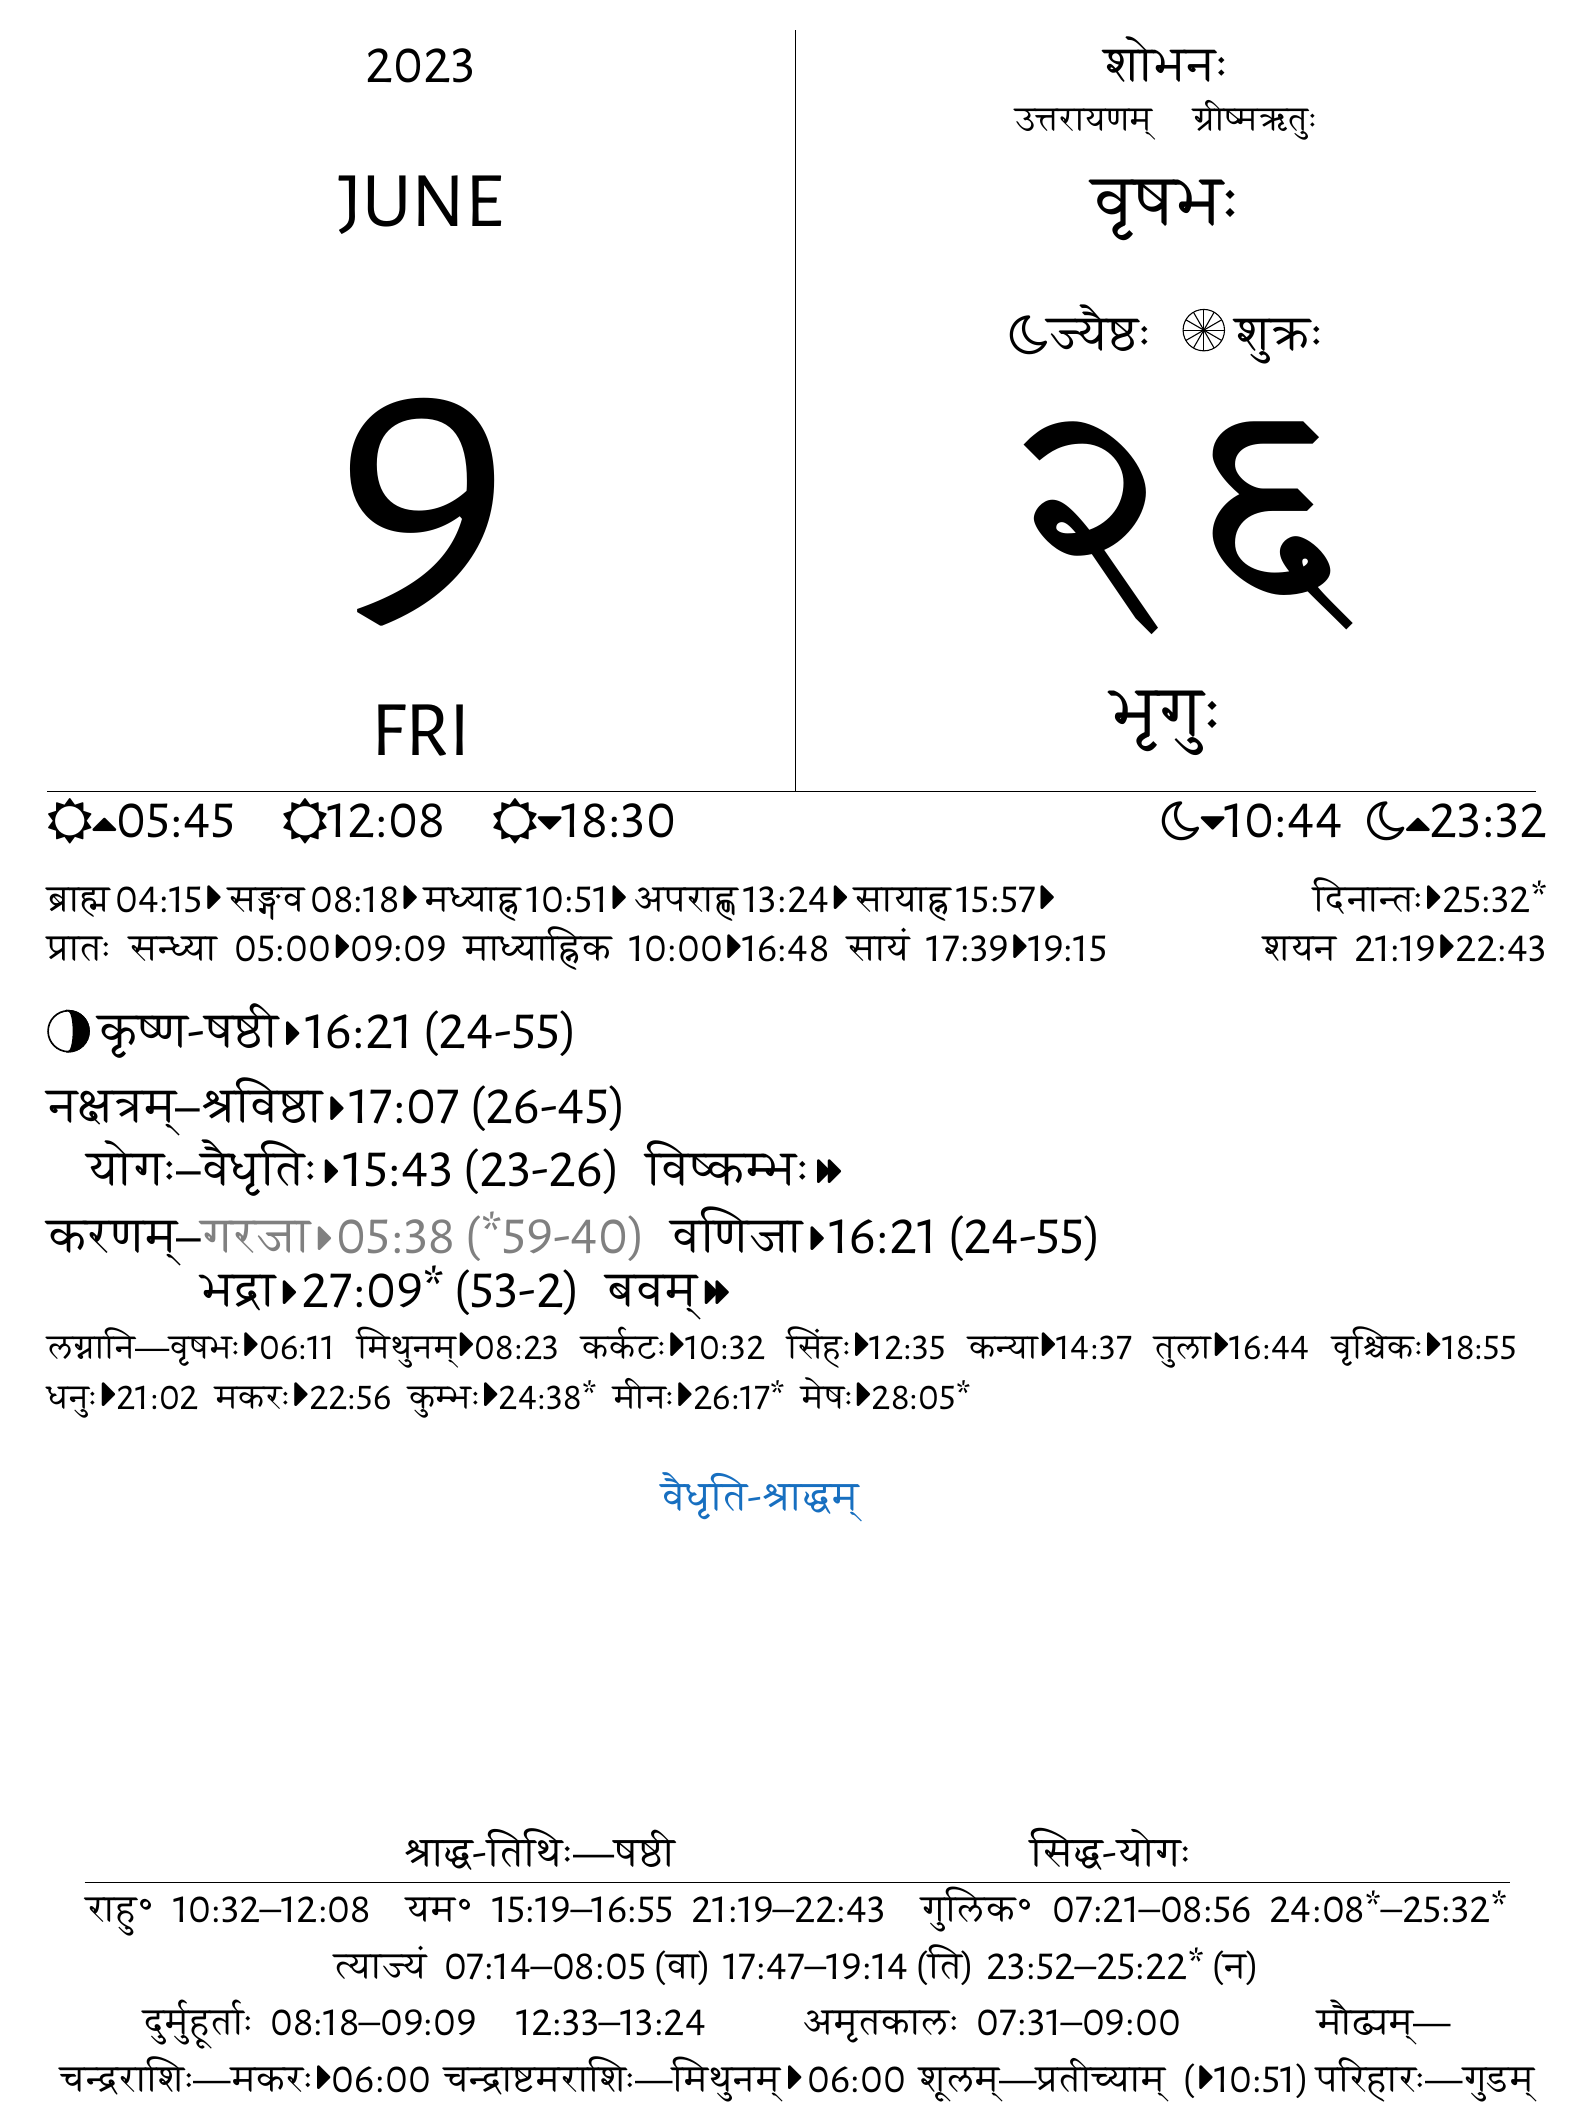 2023
JUNE
9
FRI
शोभनः
उत्तरायणम् ग्रीष्मऋतुः
वृषभः
ज्यैष्ठः शुक्रः
२६
भृगुः
05:45 12:08 18:30 10:44 23:32
ब्राह्म 04:15 सङ्गव 08:18 मध्याह्न 10:51 अपराह्ण 13:24 सायाह्न 15:57 दिनान्तः 25:32*
प्रातः सन्ध्या 05:00 09:09 माध्याह्निक 10:00 16:48 सायं 17:39 19:15 शयन 21:19 22:43
कृष्ण-षष्ठी 16:21 (24-55)
नक्षत्रम्–श्रविष्ठा 17:07 (26-45)
योगः–वैधृतिः 15:43 (23-26) विष्कम्भः
करणम्–गरजा 05:38 (*59-40) वणिजा 16:21 (24-55)
भद्रा 27:09* (53-2) बवम्
लग्नानि—वृषभः 06:11 मिथुनम् 08:23 कर्कटः 10:32 सिंहः 12:35 कन्या 14:37 तुला 16:44 वृश्चिकः 18:55
धनुः 21:02 मकरः 22:56 कुम्भः 24:38* मीनः 26:17* मेषः 28:05*
वैधृति-श्राद्धम्
श्राद्ध-तिथिः—षष्ठी सिद्ध-योगः
राहु॰ 10:32–12:08 यम॰ 15:19–16:55 21:19–22:43 गुलिक॰ 07:21–08:56 24:08*–25:32*
त्याज्यं 07:14–08:05 (वा) 17:47–19:14 (ति) 23:52–25:22* (न)
दुर्मुहूर्ताः 08:18–09:09 12:33–13:24 अमृतकालः 07:31–09:00 मौढ्यम्—
चन्द्रराशिः—मकरः 06:00 चन्द्राष्टमराशिः—मिथुनम् 06:00 शूलम्—प्रतीच्याम् (10:51) परिहारः—गुडम्